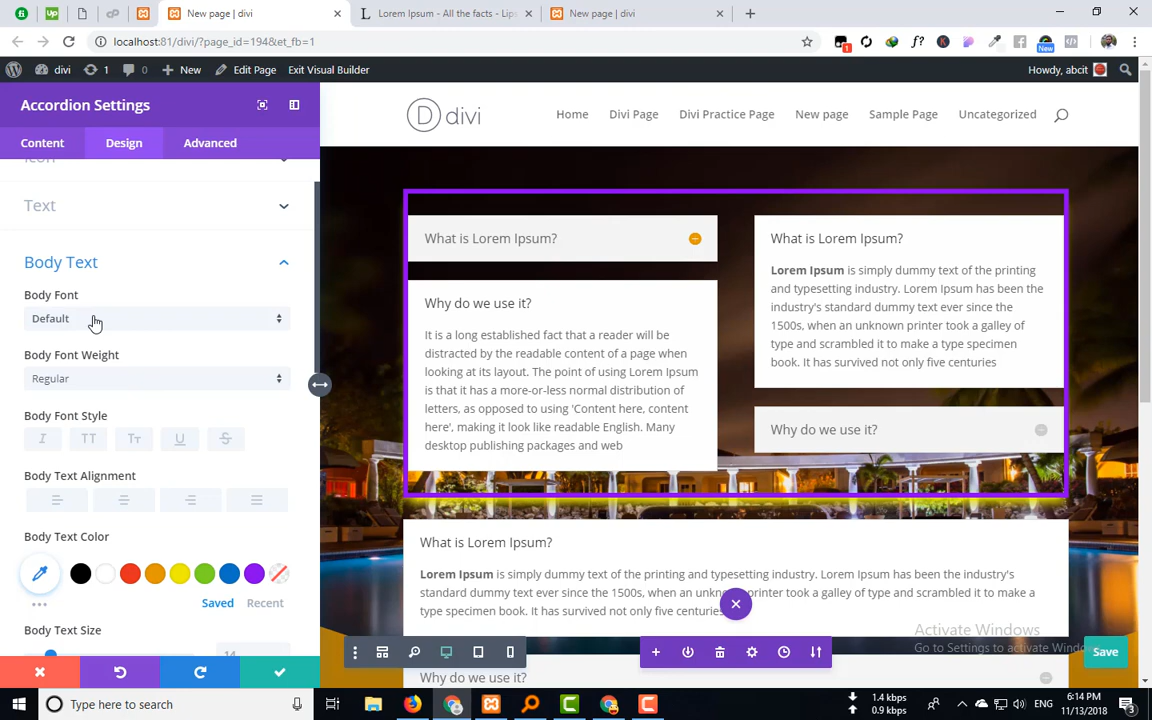 New page | divi
Lorem Ipsum - All the facts - Lips
New page | divi
localhost:81/divi/?page_id=194&et_fb=1
1
New
divi
1
0
New
Edit Page
Exit Visual Builder
Howdy, abcit
Accordion Settings
Content
Design
Advanced
Icon
Text
Body Text
Body Font
Default
Body Font Weight
Regular
Body Font Style
I
TT
TT
U
S
Body Text Alignment
Body Text Color
Saved
Recent
Body Text Size
14
D divi
Home
Divi Page
Divi Practice Page
New page
Sample Page
Uncategorized
What is Lorem Ipsum?
Why do we use it?
It is a long established fact that a reader will be
distracted by the readable content of a page when
looking at its layout. The point of using Lorem Ipsum
is that it has a more-or-less normal distribution of
letters, as opposed to using 'Content here, content
here', making it look like readable English. Many
desktop publishing packages and web
What is Lorem Ipsum?
Lorem Ipsum is simply dummy text of the printing
and typesetting industry. Lorem Ipsum has been the
industry's standard dummy text ever since the
1500s, when an unknown printer took a galley of
type and scrambled it to make a type specimen
book. It has survived not only five centuries
Why do we use it?
What is Lorem Ipsum?
Lorem Ipsum is simply dummy text of the printing and typesetting industry. Lorem Ipsum has been the industry's
standard dummy text ever since the 1500s, when an unknown printer took a galley of type and scrambled it to make a
type specimen book. It has survived not only five centuries
Why do we use it?
Activate Windows
Go to Settings to activate Windows
Save
Type here to search
1.4 kbps
0.9 kbps
ENG
6:14 PM
11/13/2018
3